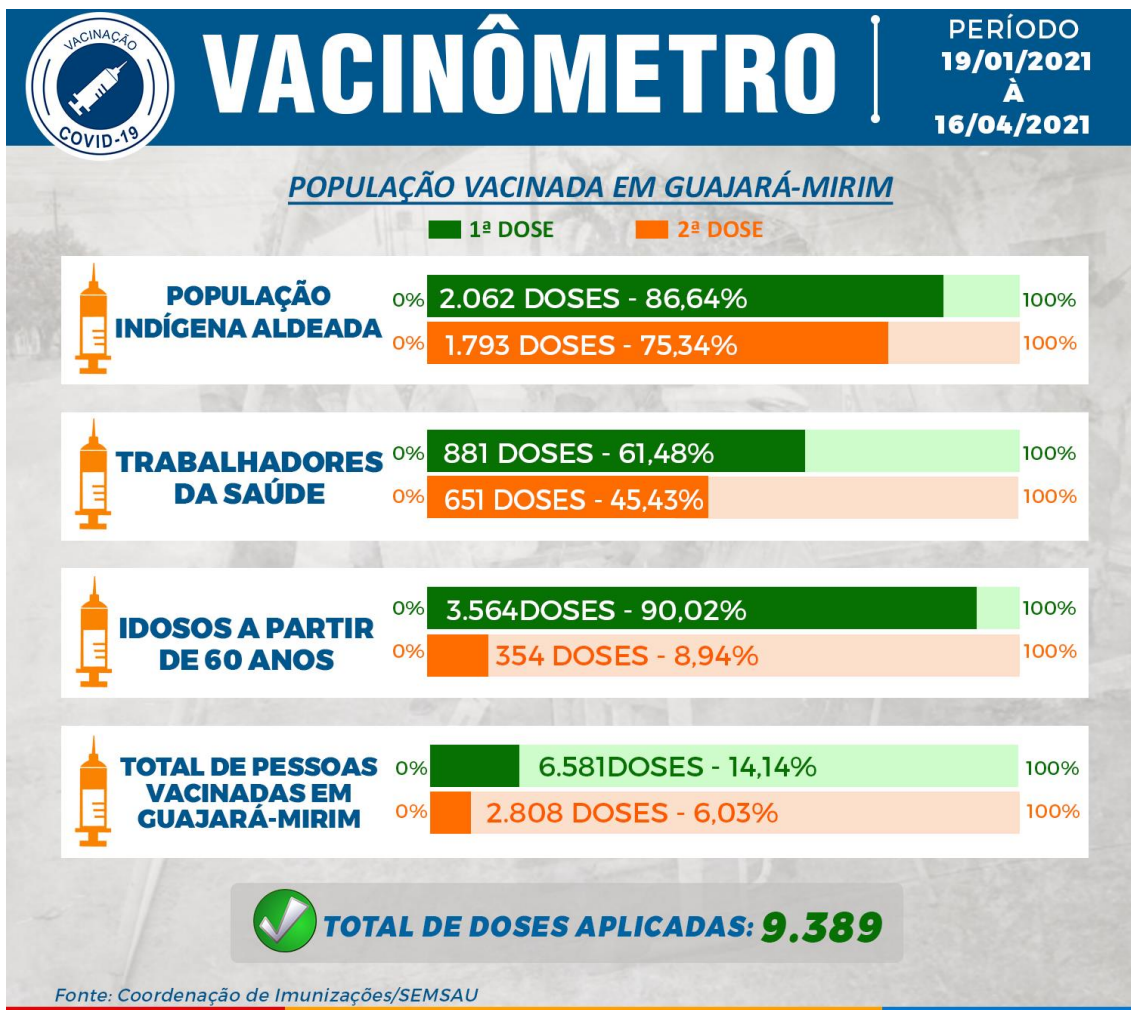 VACINAÇÃO
COVID-19
VACINÔMETRO
PERÍODO
19/01/2021
À
16/04/2021
POPULAÇÃO VACINADA EM GUAJARÁ-MIRIM
1ª DOSE 2ª DOSE
POPULAÇÃO
INDÍGENA ALDEADA
0% 2.062 DOSES - 86,64% 100%
0% 1.793 DOSES - 75,34% 100%
TRABALHADORES
DA SAÚDE
0% 881 DOSES - 61,48% 100%
0% 651 DOSES - 45,43% 100%
IDOSOS A PARTIR
DE 60 ANOS
0% 3.564DOSES - 90,02% 100%
0% 354 DOSES - 8,94% 100%
TOTAL DE PESSOAS
VACINADAS EM
GUAJARÁ-MIRIM
0% 6.581DOSES - 14,14% 100%
0% 2.808 DOSES - 6,03% 100%
TOTAL DE DOSES APLICADAS: 9.389
Fonte: Coordenação de Imunizações/SEMSAU